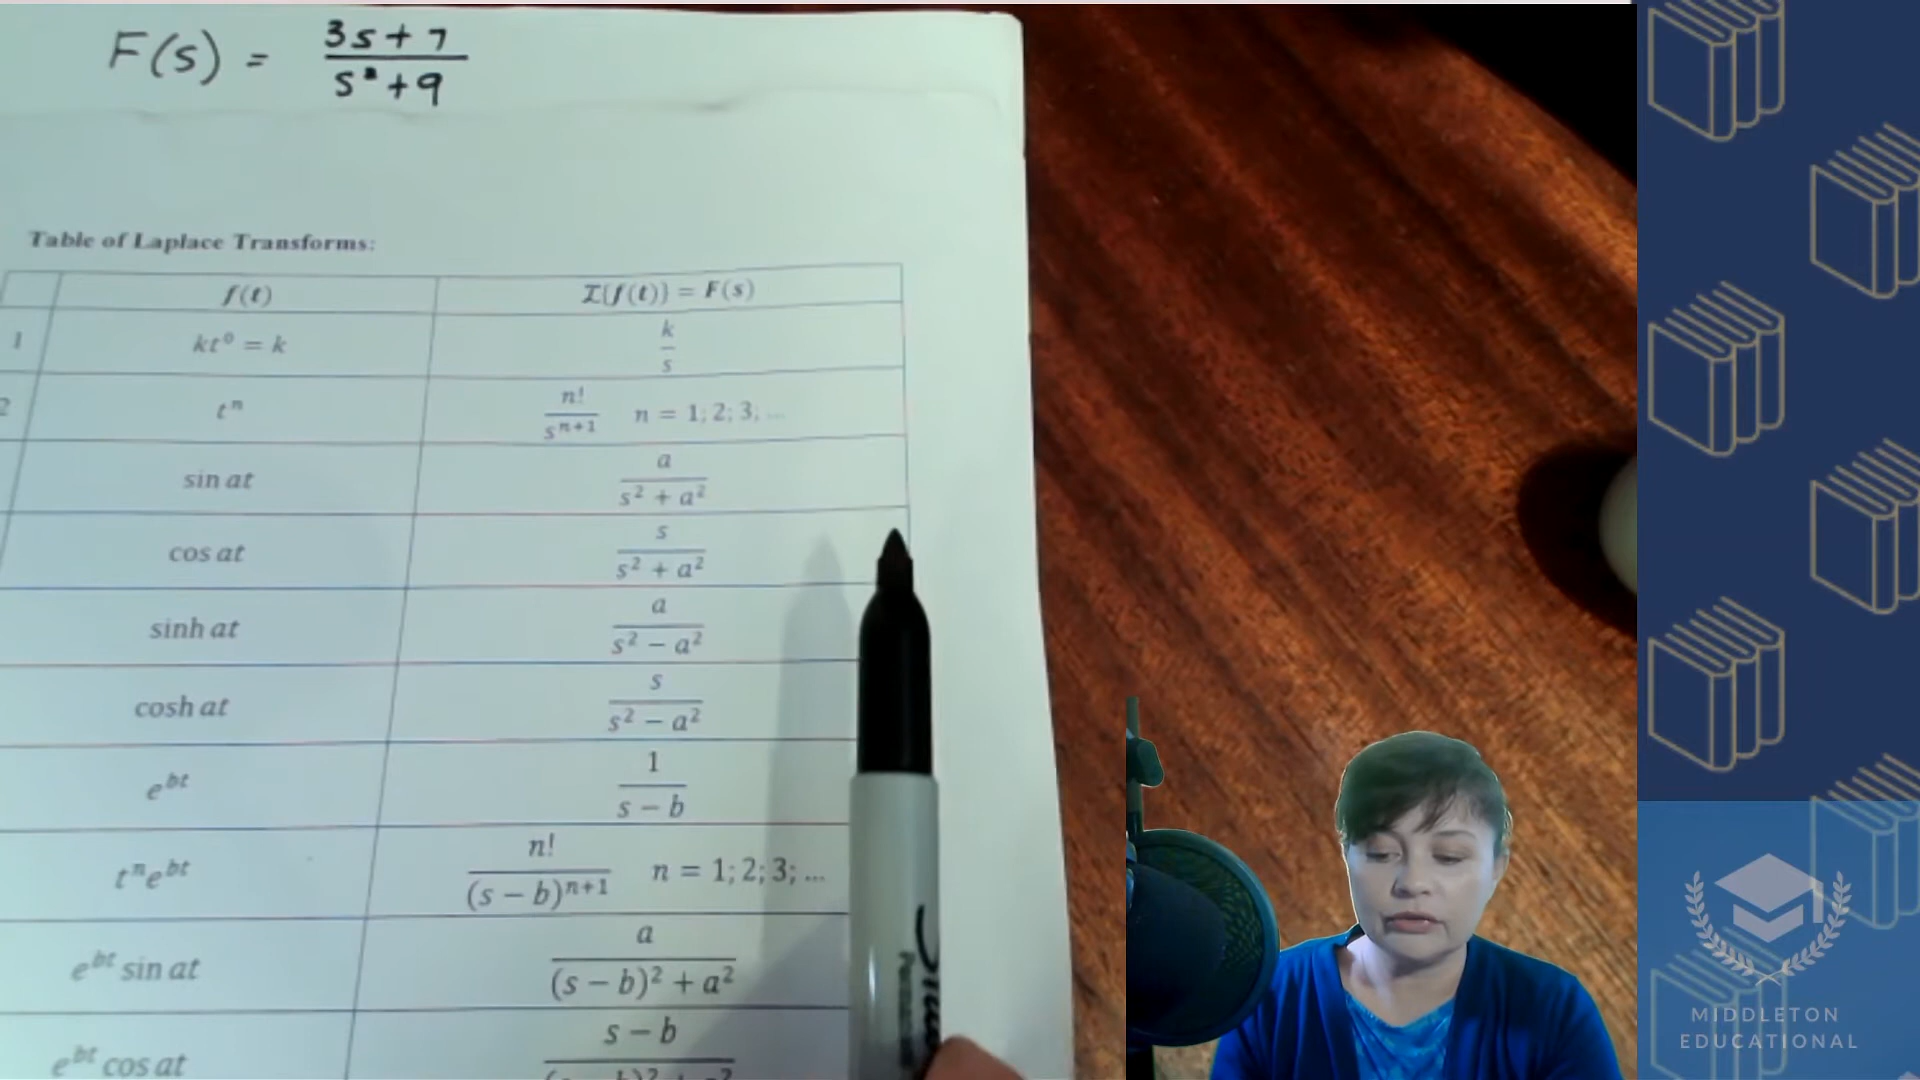 F(s) = 3s+7 / s²+9
Table of Laplace Transforms:
f(t) ℒ{f(t)} = F(s)
1 kt⁰ = k k/s
2 tⁿ n!/sⁿ⁺¹ n = 1; 2; 3; ...
sin at a/(s² + a²)
cos at s/(s² + a²)
sinh at a/(s² − a²)
cosh at s/(s² − a²)
eᵇᵗ 1/(s − b)
tⁿeᵇᵗ n!/(s − b)ⁿ⁺¹ n = 1; 2; 3; ...
eᵇᵗ sin at a/((s − b)² + a²)
eᵇᵗ cos at s − b
MIDDLETON
EDUCATIONAL